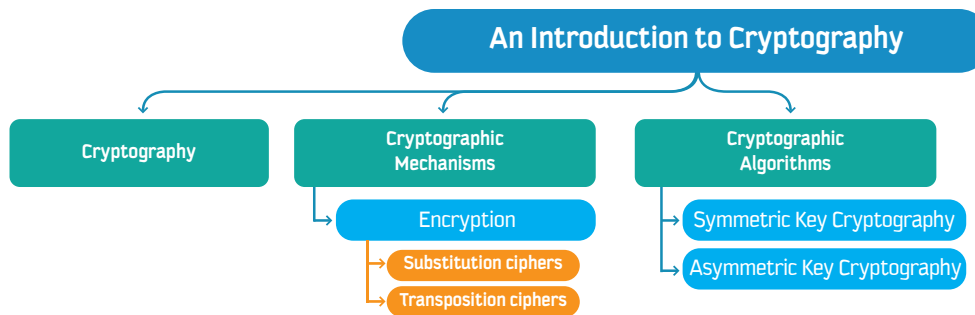 An Introduction to Cryptography
Cryptography
Cryptographic
Mechanisms
Encryption
Substitution ciphers
Transposition ciphers
Cryptographic
Algorithms
Symmetric Key Cryptography
Asymmetric Key Cryptography